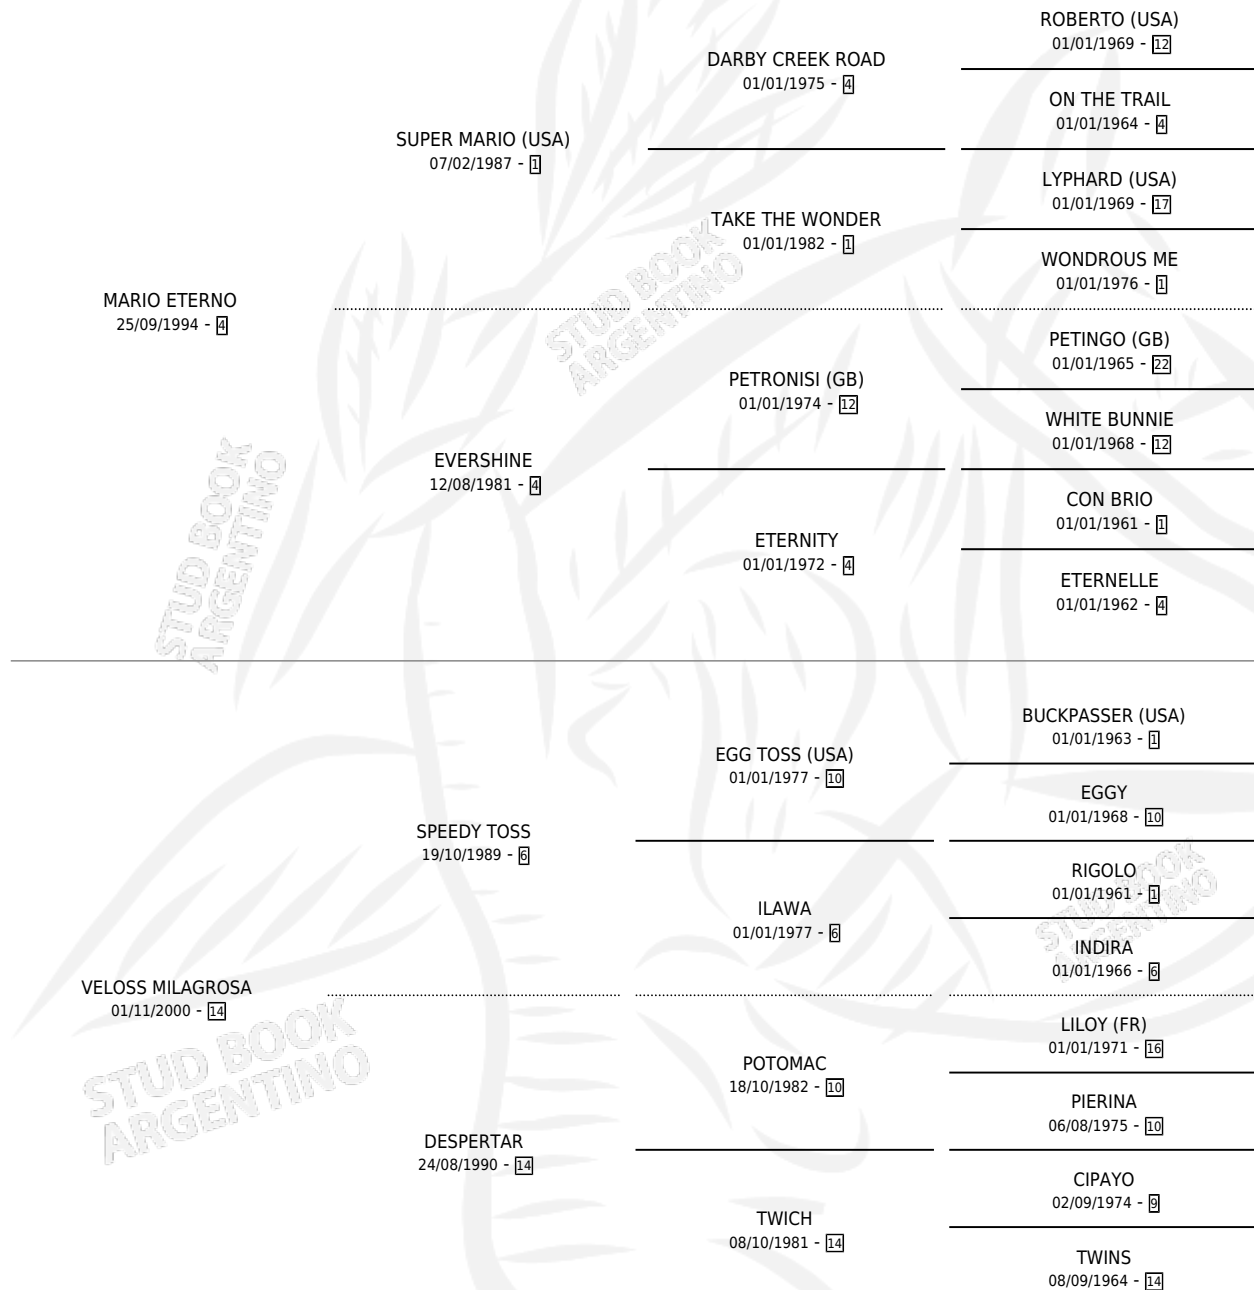 ROBERTO (USA)
01/01/1969 - 12
DARBY CREEK ROAD
01/01/1975 - 4
ON THE TRAIL
01/01/1964 - 4
SUPER MARIO (USA)
07/02/1987 - 1
LYPHARD (USA)
01/01/1969 - 17
TAKE THE WONDER
01/01/1982 - 1
WONDROUS ME
01/01/1976 - 1
MARIO ETERNO
25/09/1994 - 4
PETINGO (GB)
01/01/1965 - 22
PETRONISI (GB)
01/01/1974 - 12
WHITE BUNNIE
01/01/1968 - 12
EVERSHINE
12/08/1981 - 4
CON BRIO
01/01/1961 - 1
ETERNITY
01/01/1972 - 4
ETERNELLE
01/01/1962 - 4
BUCKPASSER (USA)
01/01/1963 - 1
EGG TOSS (USA)
01/01/1977 - 10
EGGY
01/01/1968 - 10
SPEEDY TOSS
19/10/1989 - 6
RIGOLO
01/01/1961 - 1
ILAWA
01/01/1977 - 6
INDIRA
01/01/1966 - 6
VELOSS MILAGROSA
01/11/2000 - 14
LILOY (FR)
01/01/1971 - 16
POTOMAC
18/10/1982 - 10
PIERINA
06/08/1975 - 10
DESPERTAR
24/08/1990 - 14
CIPAYO
02/09/1974 - 9
TWICH
08/10/1981 - 14
TWINS
08/09/1964 - 14
STUD BOOK
ARGENTINO
STUD BOOK
ARGENTINO
STUD BOOK
ARGENTINO
STUD BOOK
ARGENTINO